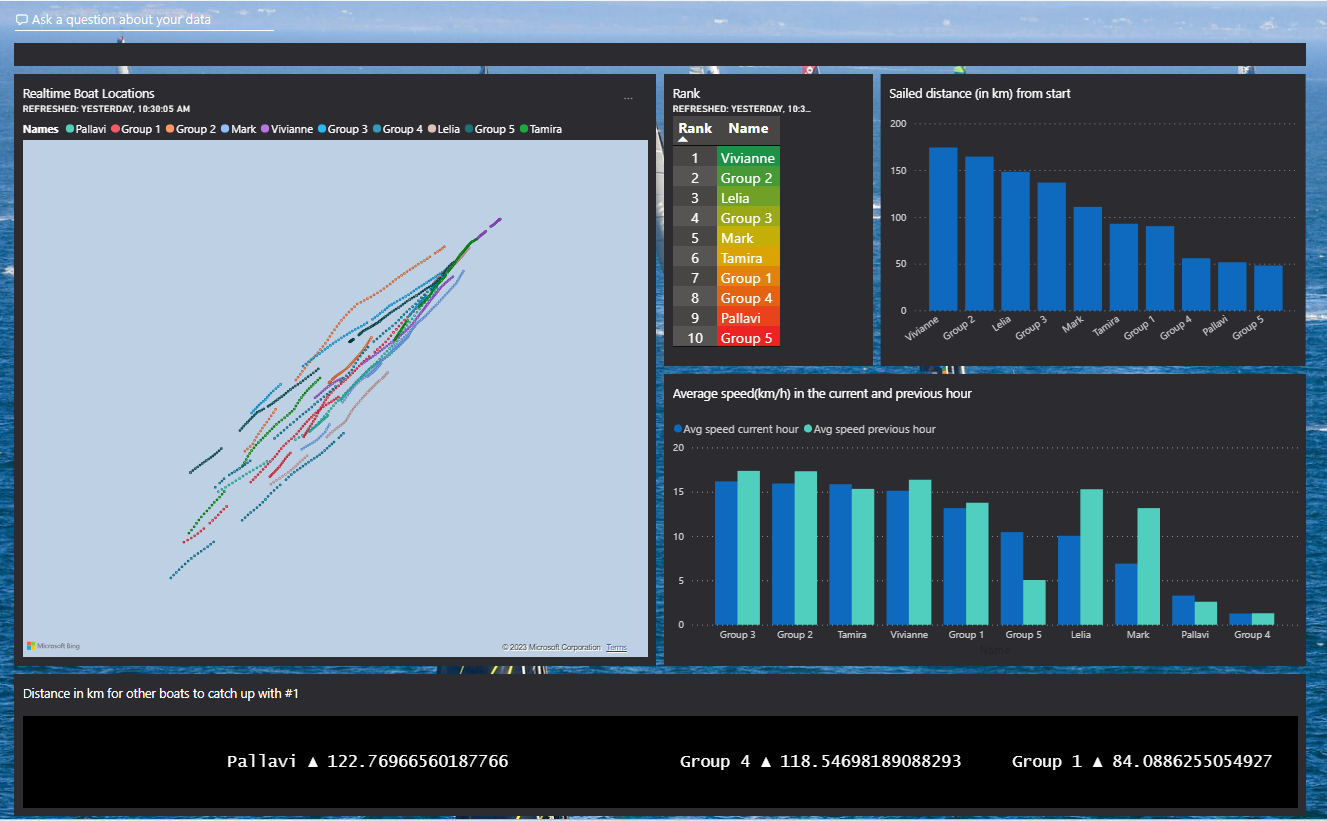 Ask a question about your data
Realtime Boat Locations
REFRESHED: YESTERDAY, 10:30:05 AM
...
Names Pallavi Group 1 Group 2 Mark Vivianne Group 3 Group 4 Lelia Group 5 Tamira
Microsoft Bing
© 2023 Microsoft Corporation Terms
Rank
REFRESHED: YESTERDAY, 10:3...
Rank Name
1 Vivianne
2 Group 2
3 Lelia
4 Group 3
5 Mark
6 Tamira
7 Group 1
8 Group 4
9 Pallavi
10 Group 5
Sailed distance (in km) from start
200
150
100
50
0
Vivianne Group 2 Lelia Group 3 Mark Tamira Group 1 Group 4 Pallavi Group 5
Average speed(km/h) in the current and previous hour
Avg speed current hour Avg speed previous hour
20
15
10
5
0
Group 3 Group 2 Tamira Vivianne Group 1 Group 5 Lelia Mark Pallavi Group 4
Name
Distance in km for other boats to catch up with #1
Pallavi ▲ 122.76966560187766 Group 4 ▲ 118.54698189088293 Group 1 ▲ 84.0886255054927